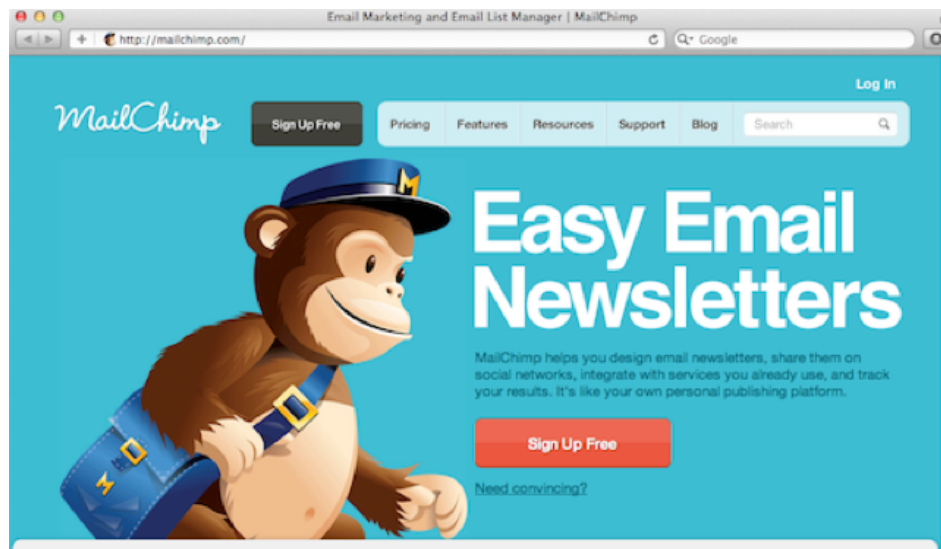 Email Marketing and Email List Manager | MailChimp
http://mailchimp.com/
Google
Log In
MailChimp
Sign Up Free
Pricing
Features
Resources
Support
Blog
Search
M
Easy Email
Newsletters
MailChimp helps you design email newsletters, share them on
social networks, integrate with services you already use, and track
your results. It's like your own personal publishing platform.
Sign Up Free
Need convincing?
M